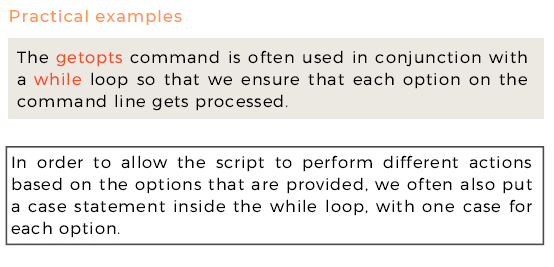 Practical examples
The getopts command is often used in conjunction with
a while loop so that we ensure that each option on the
command line gets processed.
In order to allow the script to perform different actions
based on the options that are provided, we often also put
a case statement inside the while loop, with one case for
each option.